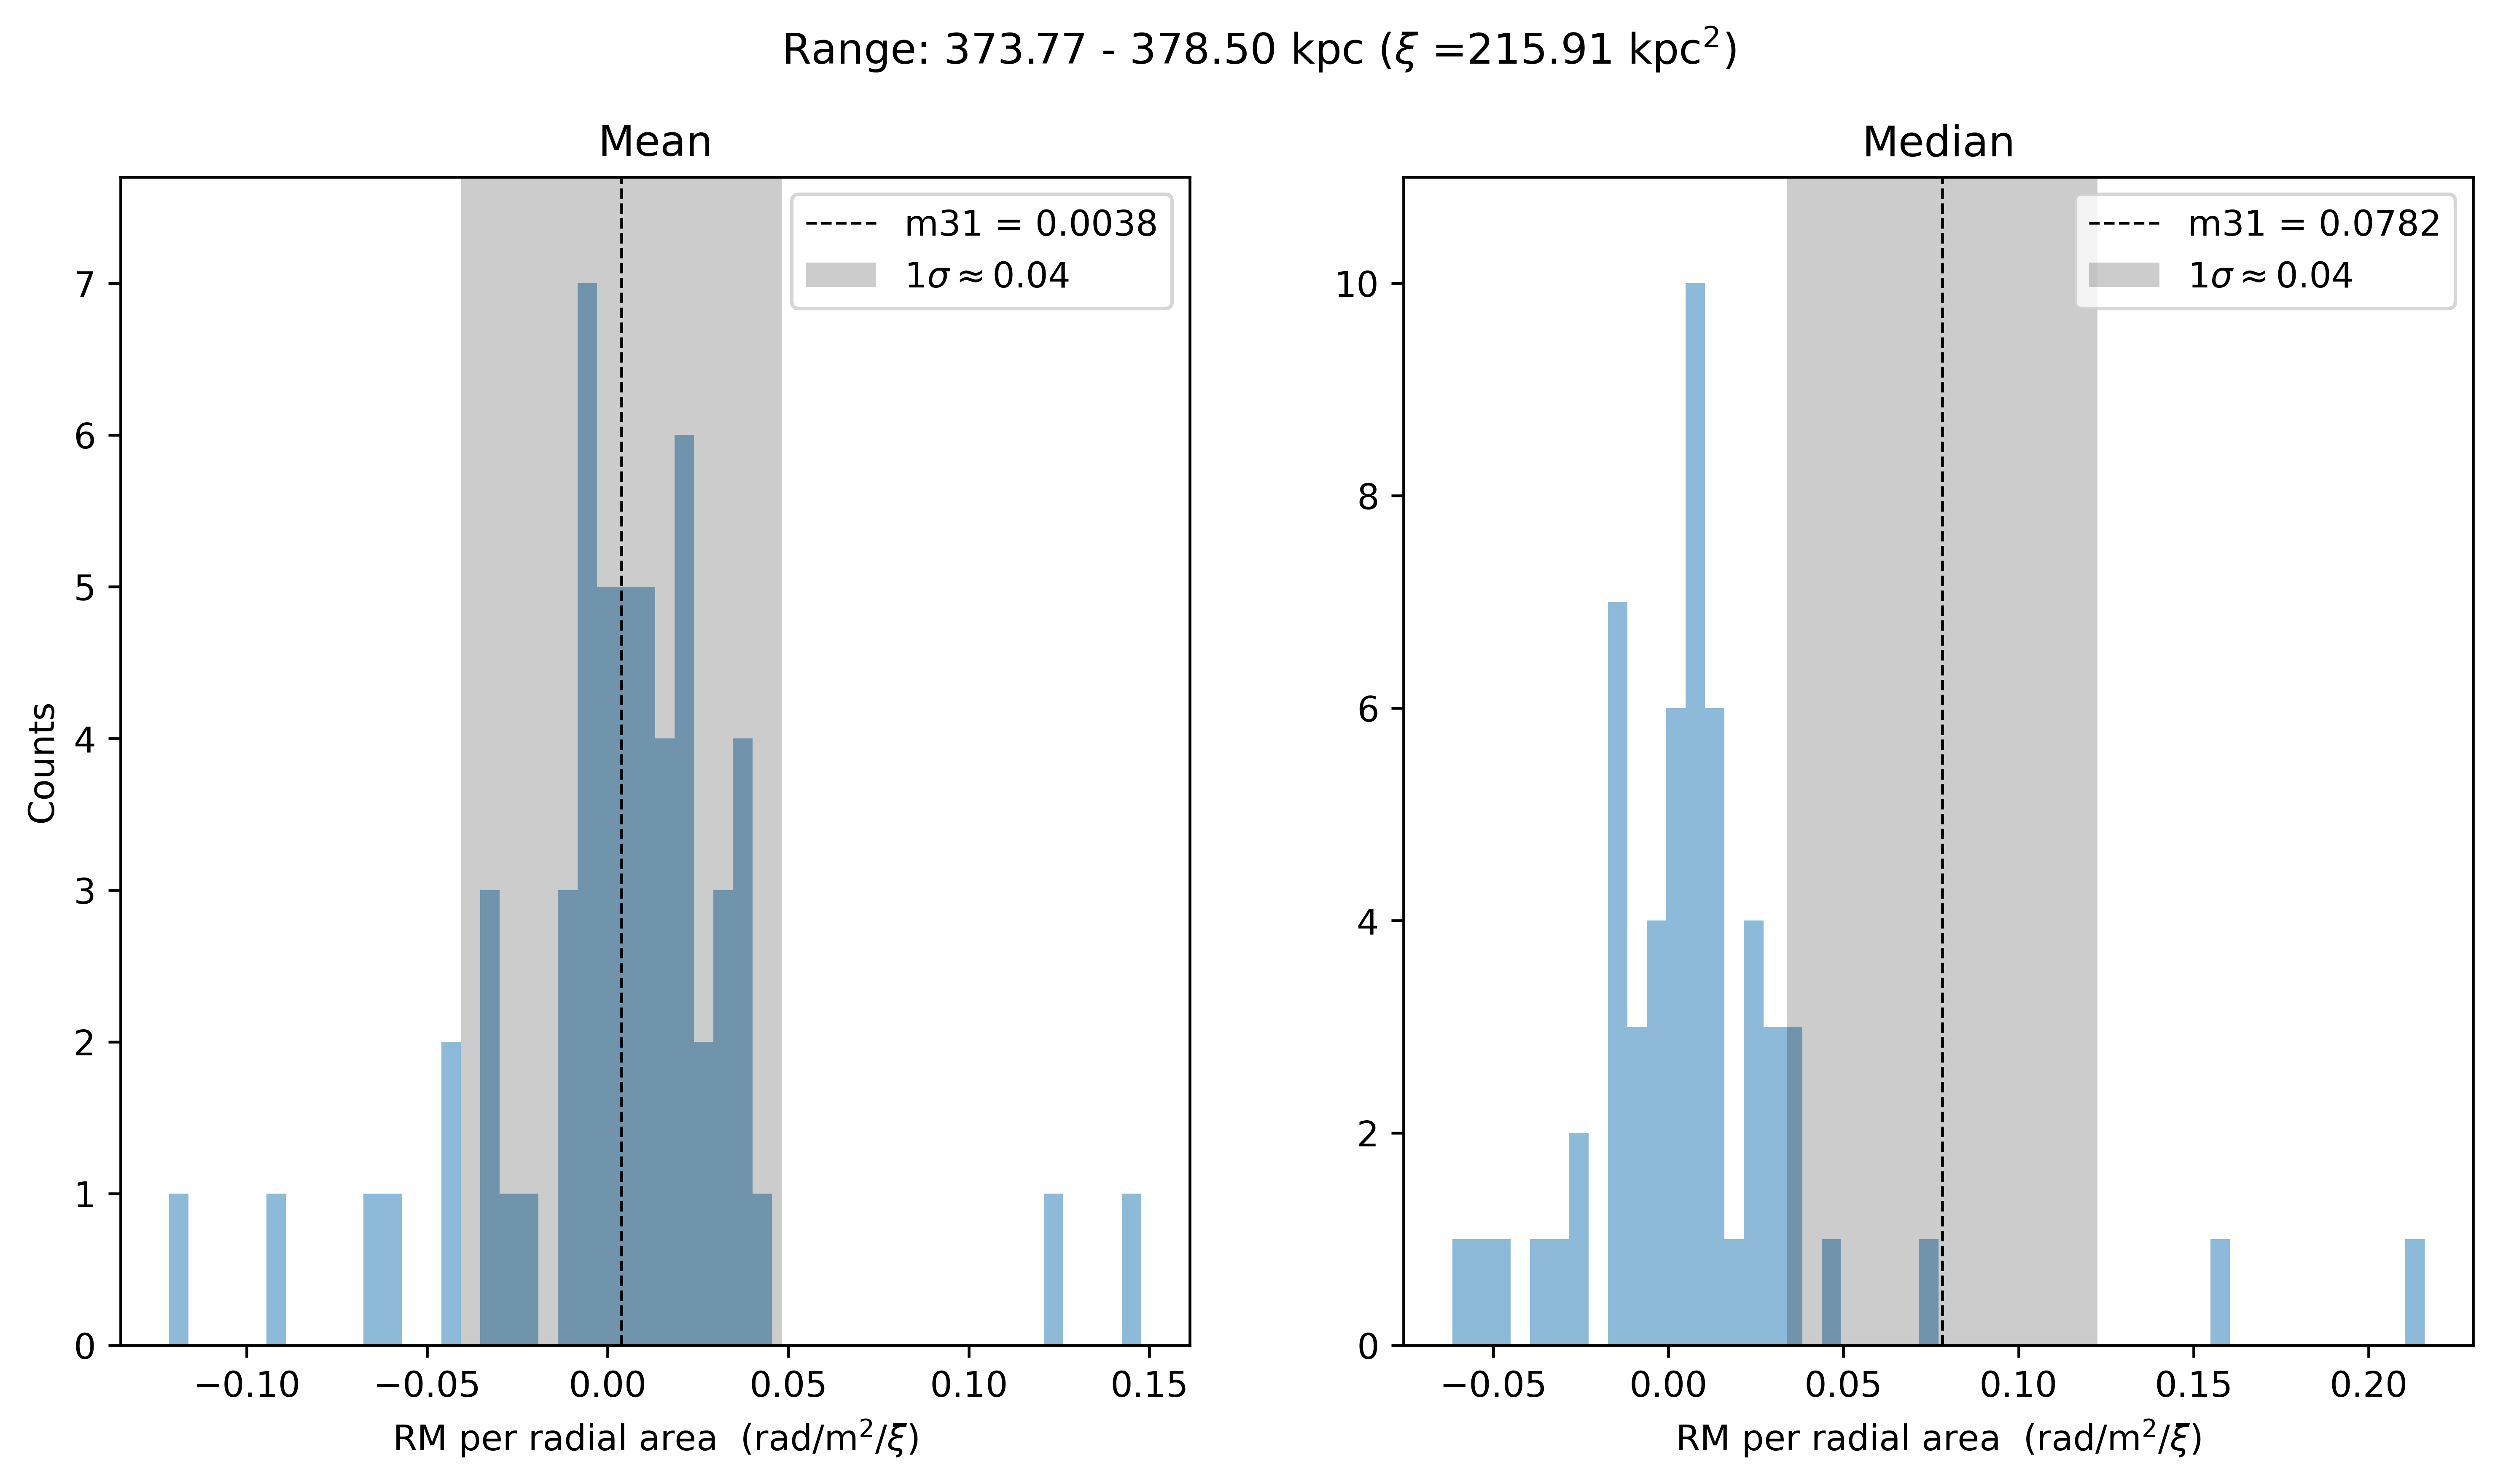 Range: 373.77 - 378.50 kpc (ξ =215.91 kpc²)
Mean
m31 = 0.0038
1σ≈0.04
7
6
5
4
3
2
1
0
Counts
−0.10 −0.05 0.00 0.05 0.10 0.15
RM per radial area (rad/m²/ξ)
Median
m31 = 0.0782
1σ≈0.04
10
8
6
4
2
0
−0.05 0.00 0.05 0.10 0.15 0.20
RM per radial area (rad/m²/ξ)